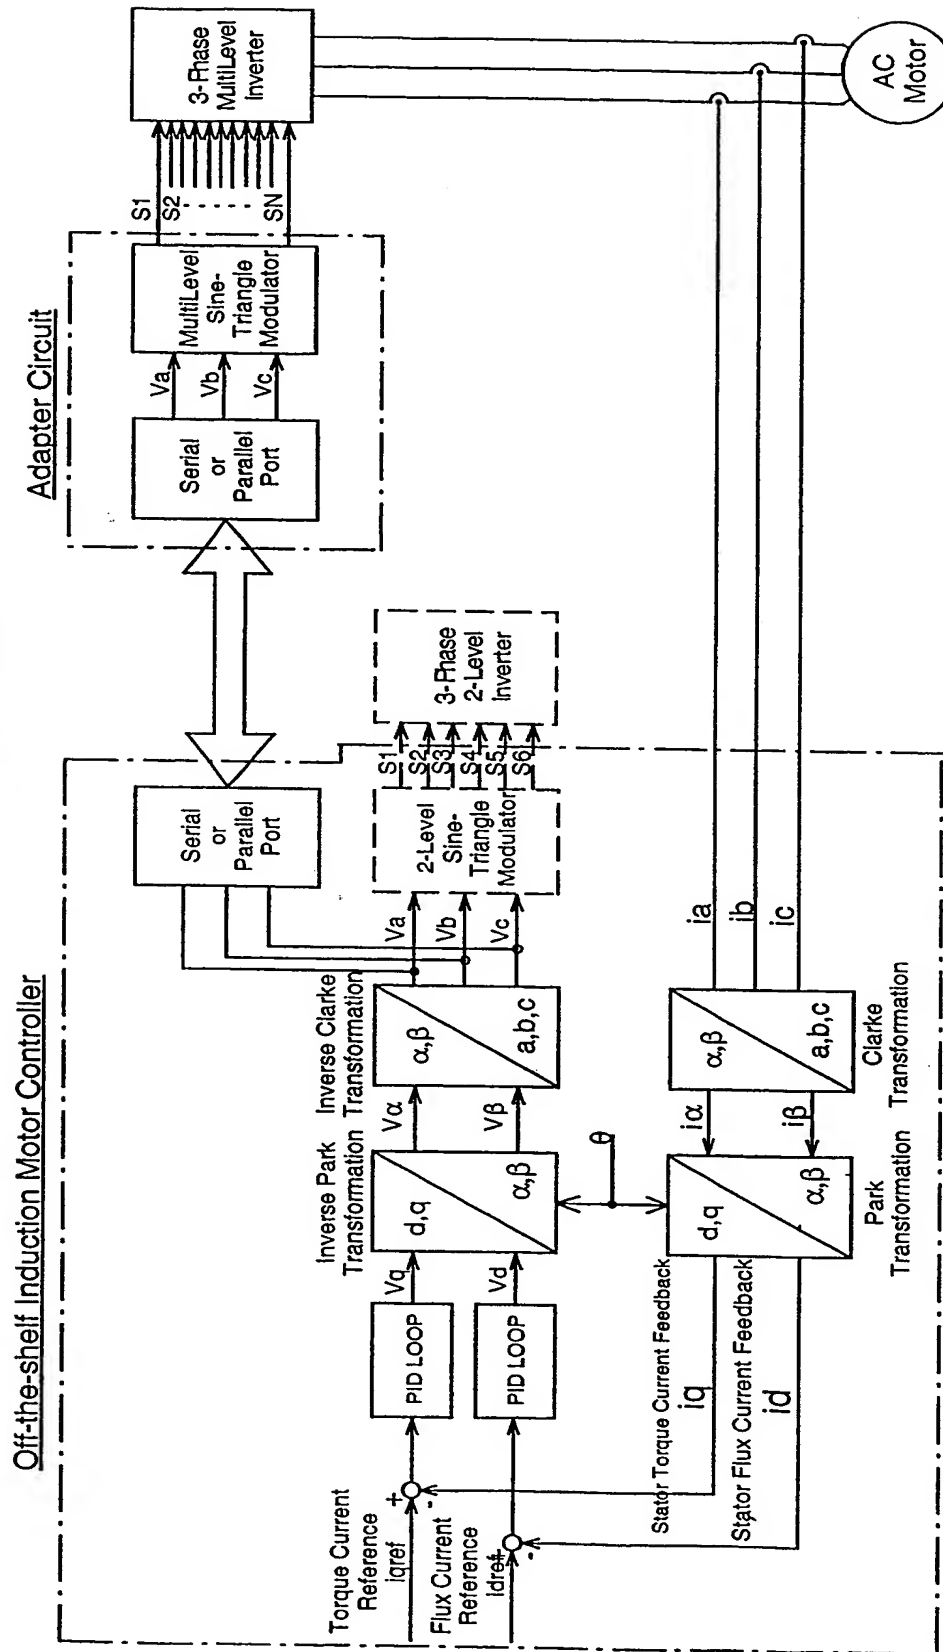 Off-the-shelf Induction Motor Controller
Adapter Circuit
Serial
or
Parallel
Port
Serial
or
Parallel
Port
Va
Vb
Vc
MultiLevel
Sine-
Triangle
Modulator
S1
S2
SN
3-Phase
MultiLevel
Inverter
Torque Current
Reference
iqref
+
-
Flux Current
Reference
idref
+
-
PID LOOP
PID LOOP
Vq
Vd
Inverse Park
Transformation
d,q
α,β
Vα
Vβ
Inverse Clarke
Transformation
α,β
a,b,c
Va
Vb
Vc
2-Level
Sine-
Triangle
Modulator
S1
S2
S3
S4
S5
S6
3-Phase
2-Level
Inverter
θ
Stator Torque Current Feedback
iq
Stator Flux Current Feedback
id
d,q
α,β
Park
Transformation
iα
iβ
α,β
a,b,c
Clarke
Transformation
ia
ib
ic
AC
Motor